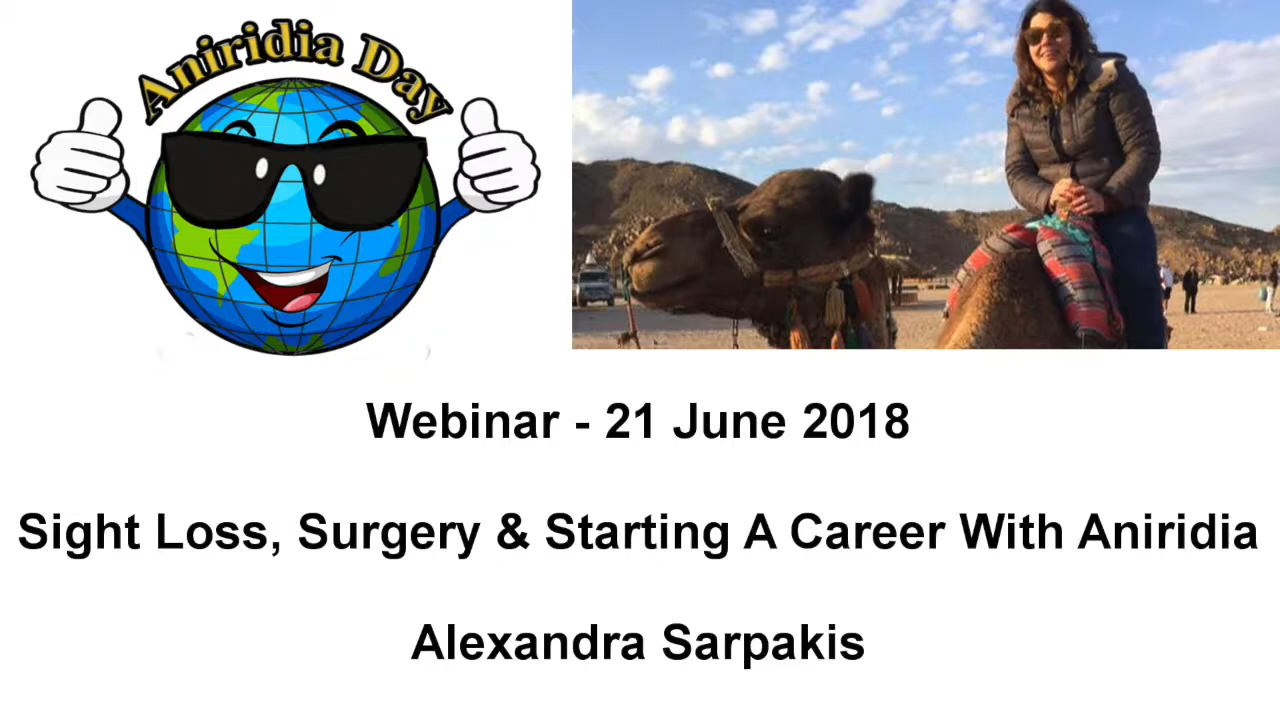 Aniridia Day
Webinar - 21 June 2018
Sight Loss, Surgery & Starting A Career With Aniridia
Alexandra Sarpakis